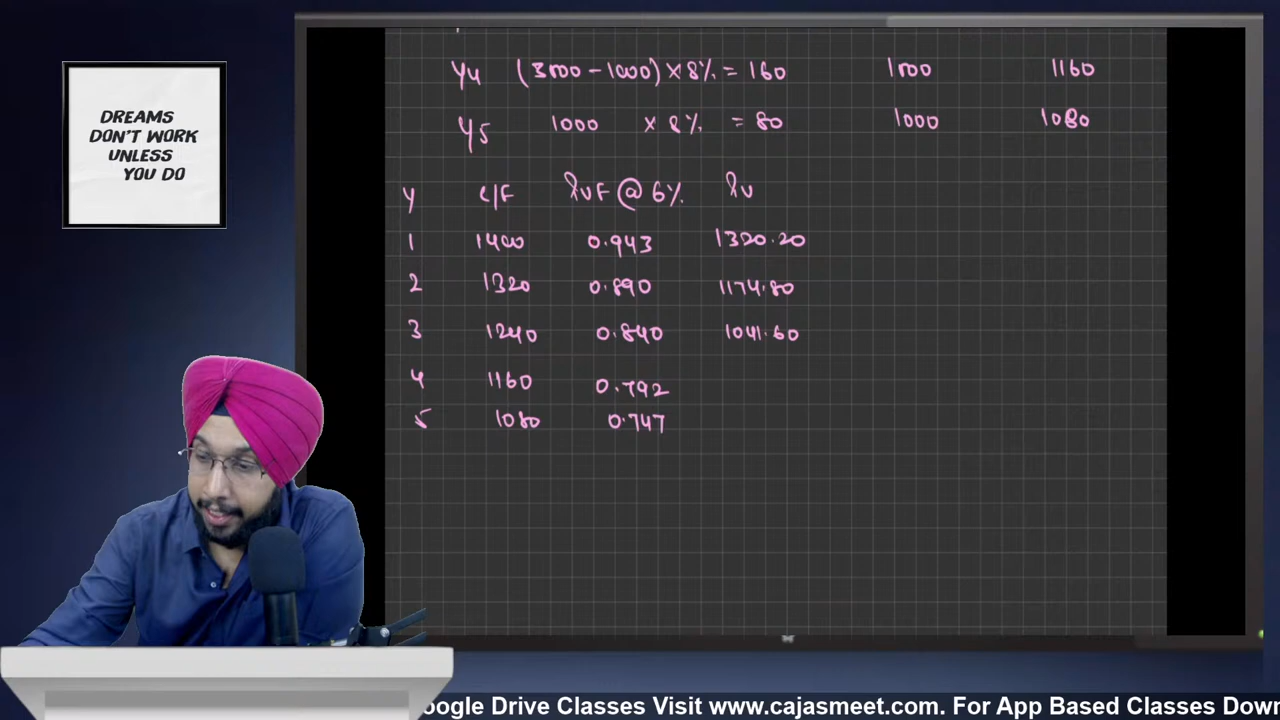 DREAMS
DON'T WORK
UNLESS
YOU DO
Y4 (3000-1000) × 8% = 160 1000 1160
Y5 1000 × 8% = 80 1000 1080
Y C/F PVF @ 6% PV
1 1400 0.943 1320.20
2 1320 0.890 1174.80
3 1240 0.840 1041.60
4 1160 0.792
5 1080 0.747
oogle Drive Classes Visit www.cajasmeet.com. For App Based Classes Down